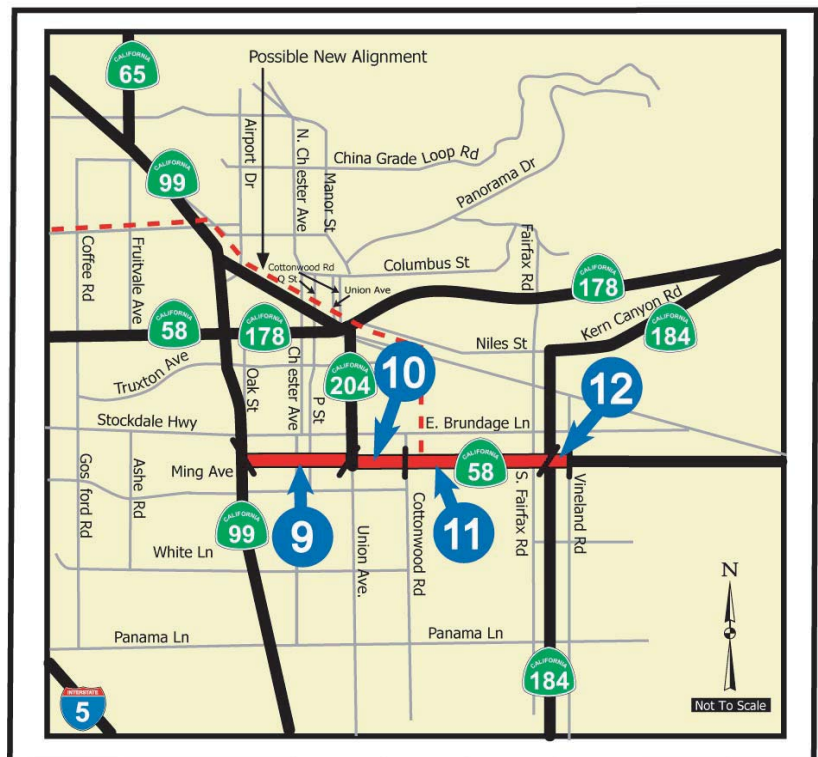 CALIFORNIA
65
Possible New Alignment
CALIFORNIA
99
Airport Dr
N. Chester Ave
Manor St
China Grade Loop Rd
Panorama Dr
Coffee Rd
Fruitvale Ave
Cottonwood Rd
Q St
Union Ave
Columbus St
Fairfax Rd
CALIFORNIA
178
Kern Canyon Rd
CALIFORNIA
184
CALIFORNIA
58
CALIFORNIA
178
Niles St
Truxton Ave
Oak St
Chester Ave
P St
CALIFORNIA
204
10
12
Stockdale Hwy
E. Brundage Ln
Gosford Rd
Ashe Rd
Ming Ave
CALIFORNIA
58
S. Fairfax Rd
Vineland Rd
CALIFORNIA
99
9
11
Union Ave.
Cottonwood Rd
White Ln
Panama Ln
Panama Ln
N
CALIFORNIA
184
INTERSTATE
5
Not To Scale